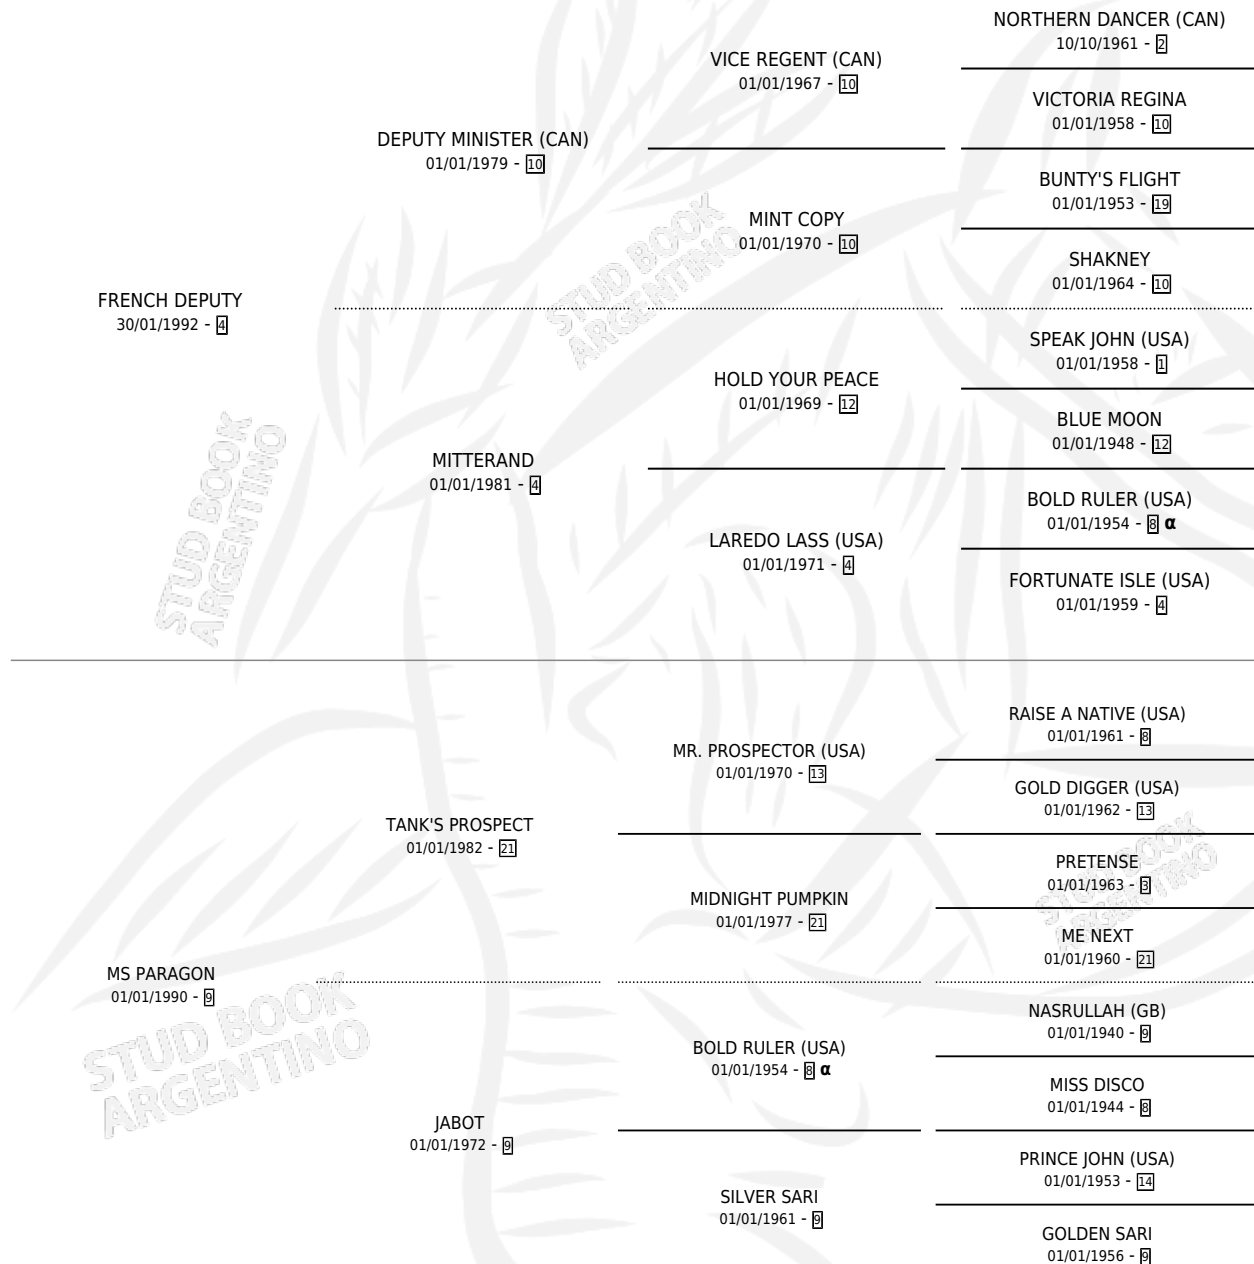 NORTHERN DANCER (CAN)
10/10/1961 - 2
VICE REGENT (CAN)
01/01/1967 - 10
VICTORIA REGINA
01/01/1958 - 10
DEPUTY MINISTER (CAN)
01/01/1979 - 10
BUNTY'S FLIGHT
01/01/1953 - 19
MINT COPY
01/01/1970 - 10
SHAKNEY
01/01/1964 - 10
FRENCH DEPUTY
30/01/1992 - 4
SPEAK JOHN (USA)
01/01/1958 - 1
HOLD YOUR PEACE
01/01/1969 - 12
BLUE MOON
01/01/1948 - 12
MITTERAND
01/01/1981 - 4
BOLD RULER (USA)
01/01/1954 - 8 α
LAREDO LASS (USA)
01/01/1971 - 4
FORTUNATE ISLE (USA)
01/01/1959 - 4
RAISE A NATIVE (USA)
01/01/1961 - 8
MR. PROSPECTOR (USA)
01/01/1970 - 13
GOLD DIGGER (USA)
01/01/1962 - 13
TANK'S PROSPECT
01/01/1982 - 21
PRETENSE
01/01/1963 - 3
MIDNIGHT PUMPKIN
01/01/1977 - 21
ME NEXT
01/01/1960 - 21
MS PARAGON
01/01/1990 - 9
NASRULLAH (GB)
01/01/1940 - 9
BOLD RULER (USA)
01/01/1954 - 8 α
MISS DISCO
01/01/1944 - 8
JABOT
01/01/1972 - 9
PRINCE JOHN (USA)
01/01/1953 - 14
SILVER SARI
01/01/1961 - 9
GOLDEN SARI
01/01/1956 - 9
STUD BOOK
ARGENTINO
STUD BOOK
ARGENTINO
STUD BOOK
ARGENTINO
STUD BOOK
ARGENTINO